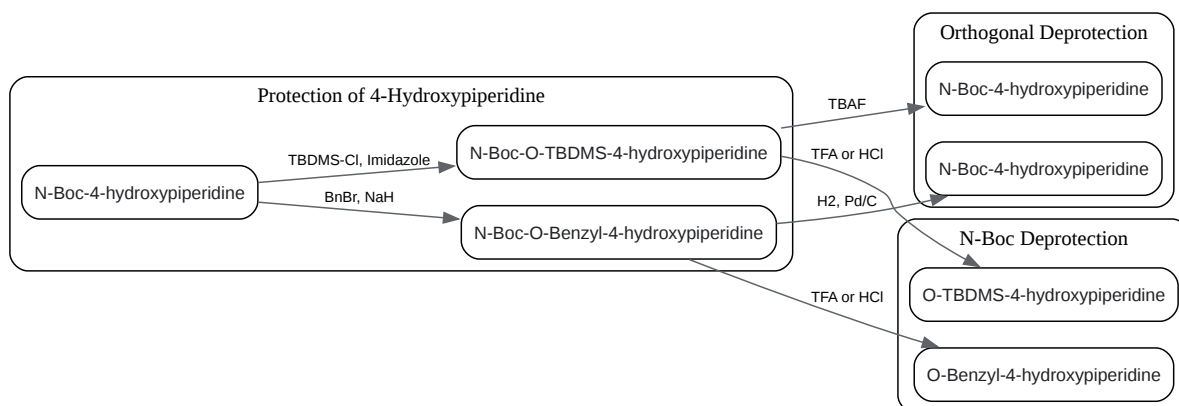 Protection of 4-Hydroxypiperidine
N-Boc-4-hydroxypiperidine
TBDMS-Cl, Imidazole
BnBr, NaH
N-Boc-O-TBDMS-4-hydroxypiperidine
N-Boc-O-Benzyl-4-hydroxypiperidine
TBAF
TFA or HCl
H2, Pd/C
TFA or HCl
Orthogonal Deprotection
N-Boc-4-hydroxypiperidine
N-Boc-4-hydroxypiperidine
N-Boc Deprotection
O-TBDMS-4-hydroxypiperidine
O-Benzyl-4-hydroxypiperidine